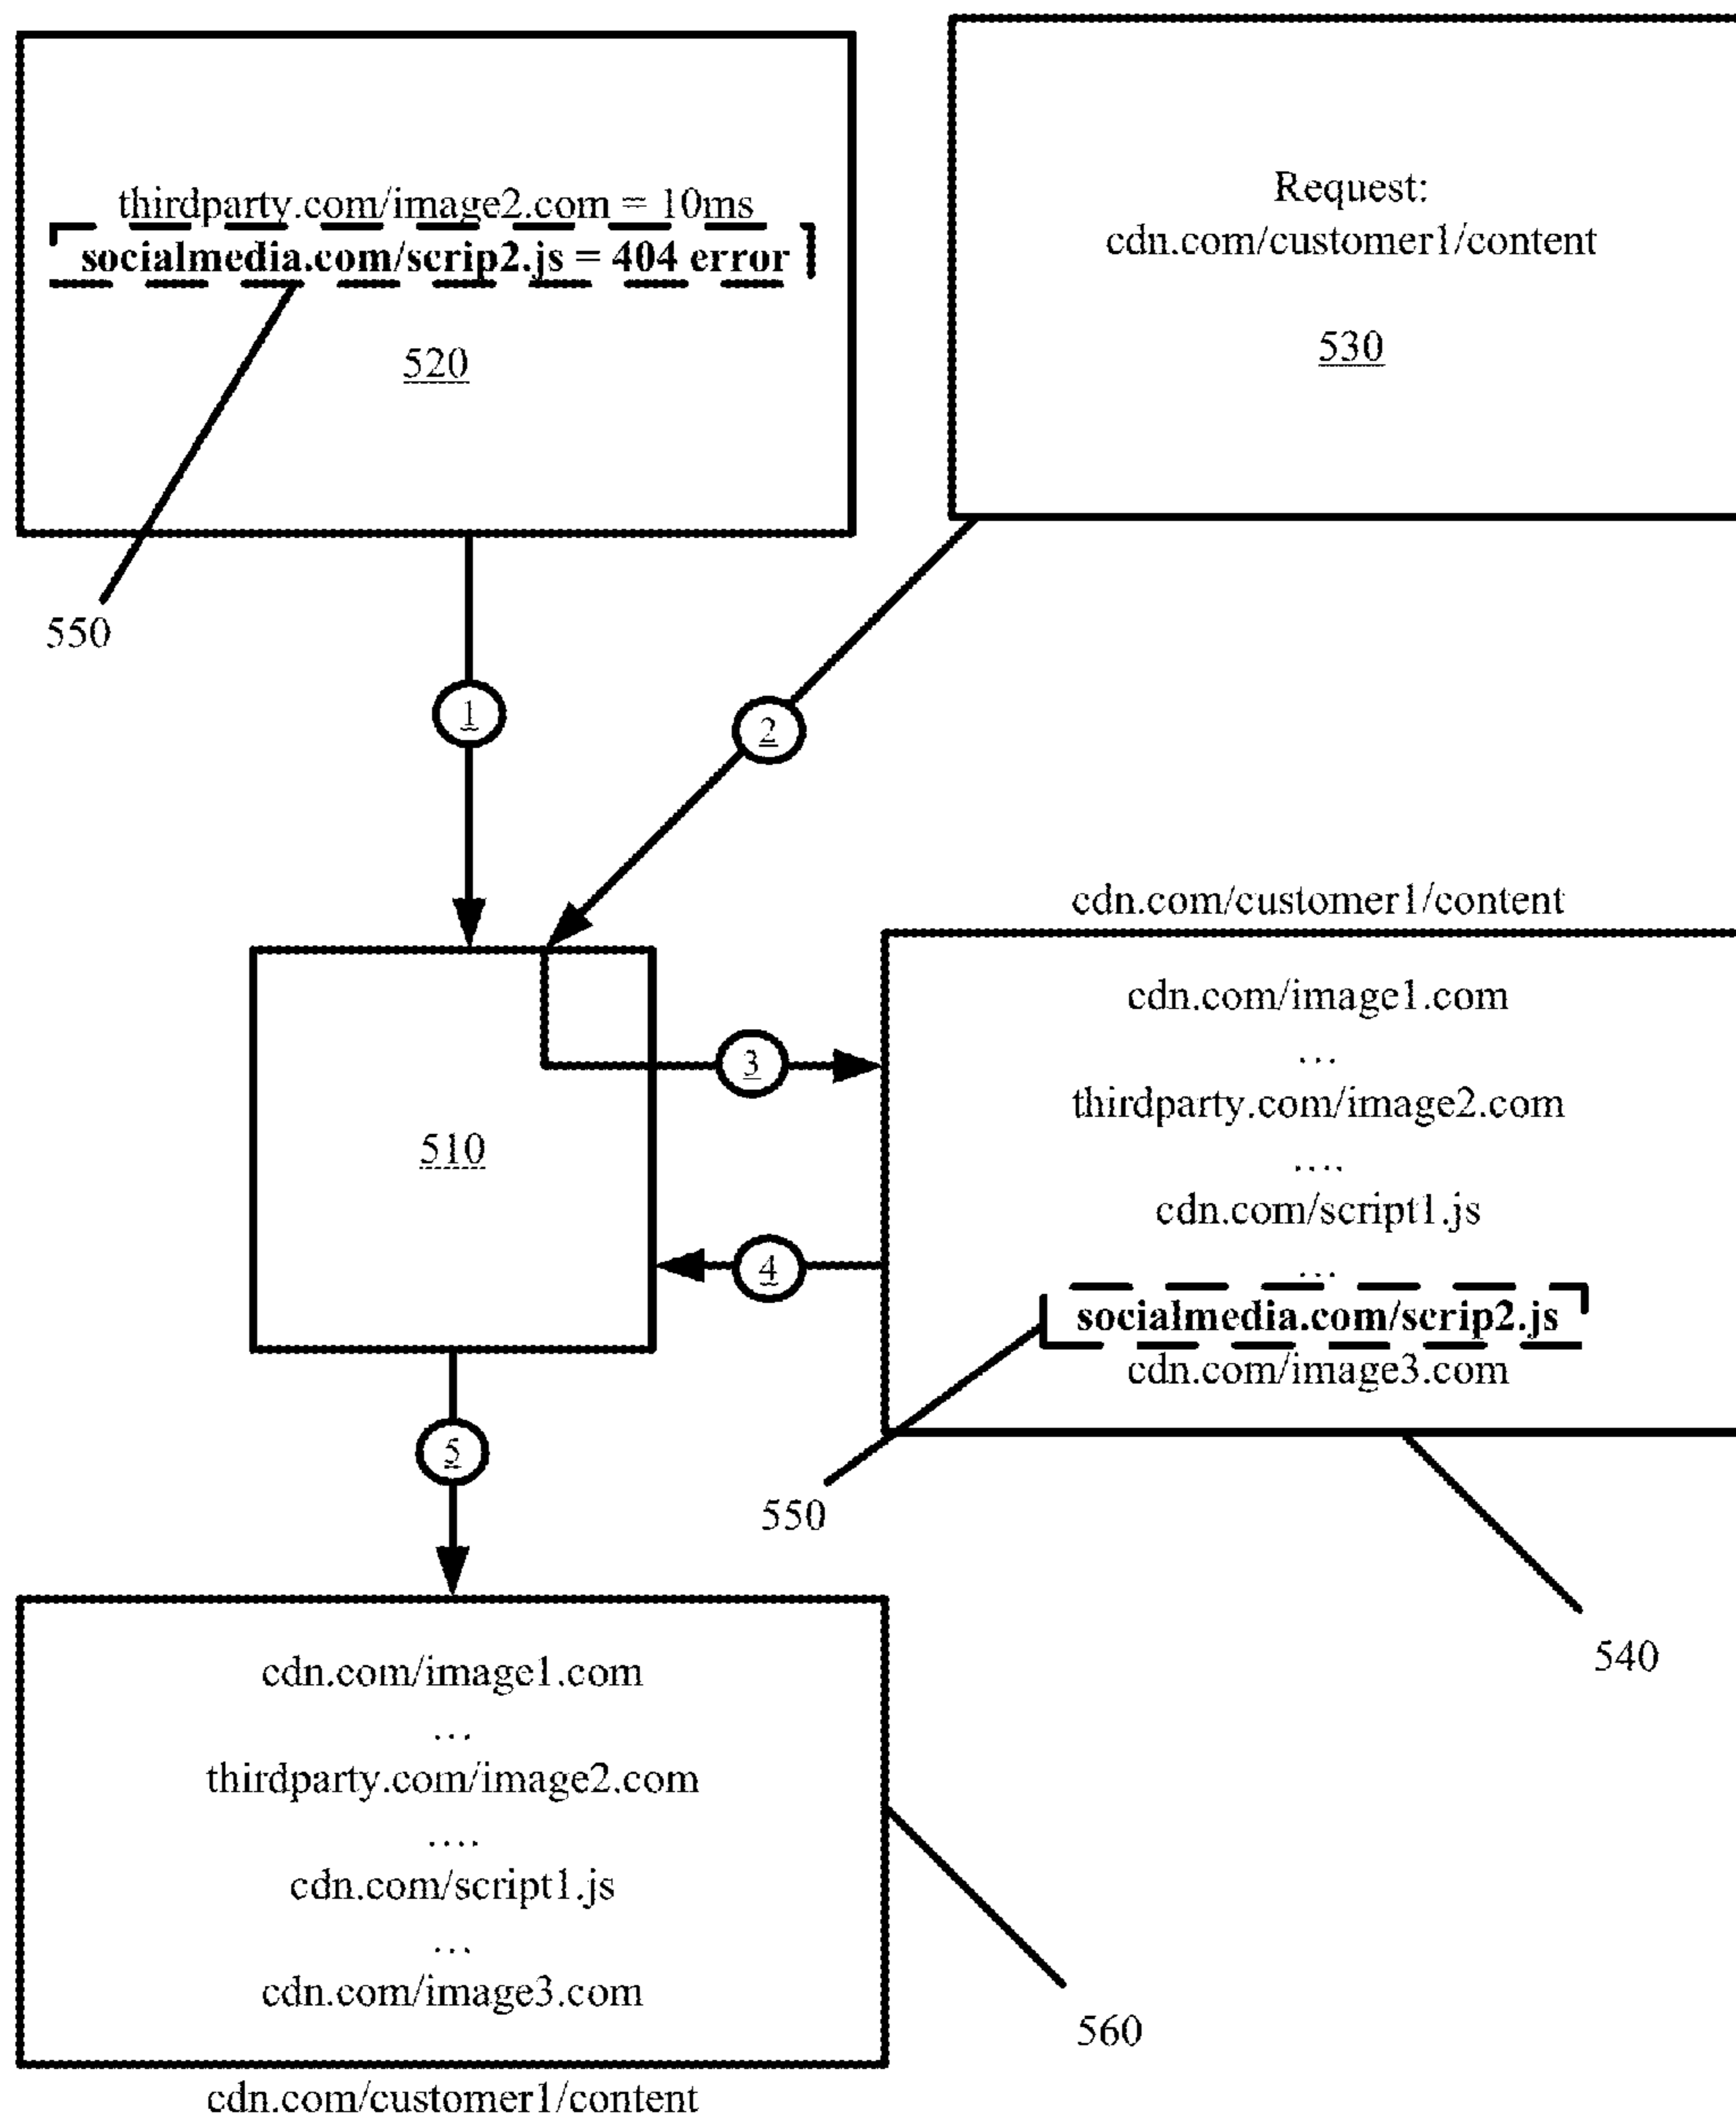 thirdparty.com/image2.com = 10ms
socialmedia.com/scrip2.js = 404 error
520
Request:
cdn.com/customer1/content
530
550
1
2
cdn.com/customer1/content
cdn.com/image1.com
...
thirdparty.com/image2.com
....
cdn.com/script1.js
...
socialmedia.com/scrip2.js
cdn.com/image3.com
3
510
4
5
550
540
cdn.com/image1.com
...
thirdparty.com/image2.com
....
cdn.com/script1.js
...
cdn.com/image3.com
560
cdn.com/customer1/content